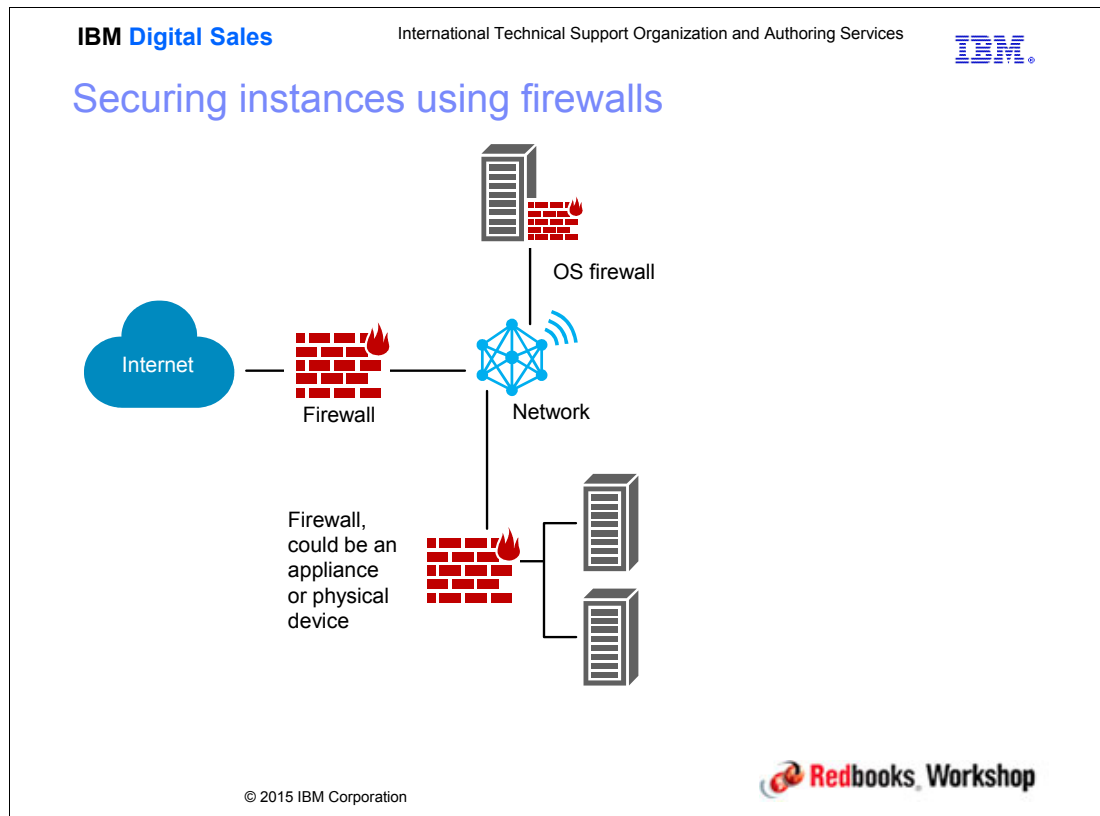 IBM Digital Sales
International Technical Support Organization and Authoring Services
IBM®
Securing instances using firewalls
OS firewall
Internet
Firewall
Network
Firewall,
could be an
appliance
or physical
device
© 2015 IBM Corporation
Redbooks Workshop